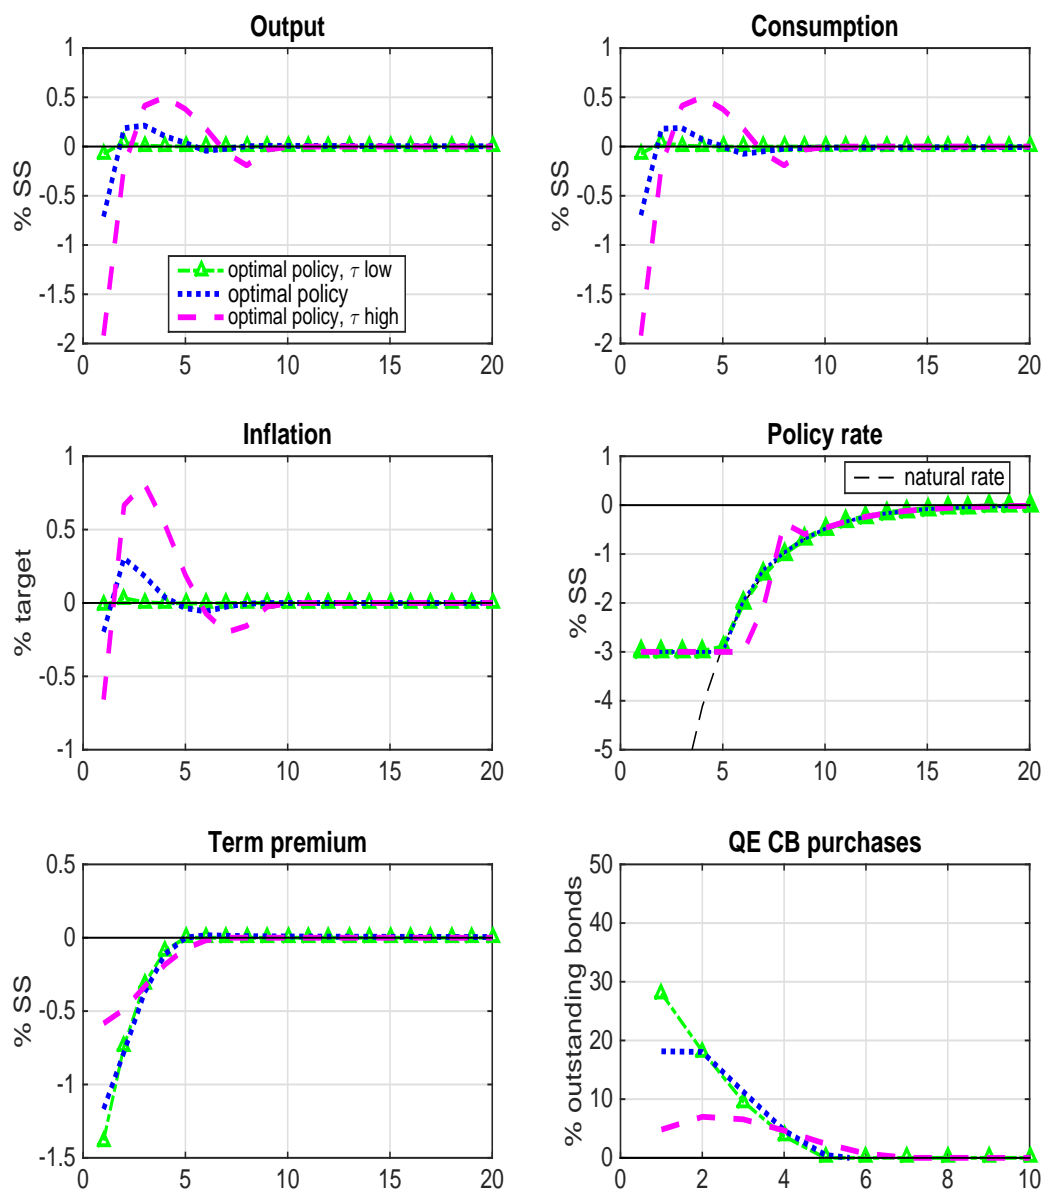 Output
1
0.5
0
-0.5
-1
-1.5
-2
% SS
optimal policy, τ low
optimal policy
optimal policy, τ high
0 5 10 15 20
Consumption
1
0.5
0
-0.5
-1
-1.5
-2
% SS
0 5 10 15 20
Inflation
1
0.5
0
-0.5
-1
% target
0 5 10 15 20
Policy rate
natural rate
1
0
-1
-2
-3
-4
-5
% SS
0 5 10 15 20
Term premium
0.5
0
-0.5
-1
-1.5
% SS
0 5 10 15 20
QE CB purchases
50
40
30
20
10
0
% outstanding bonds
0 2 4 6 8 10